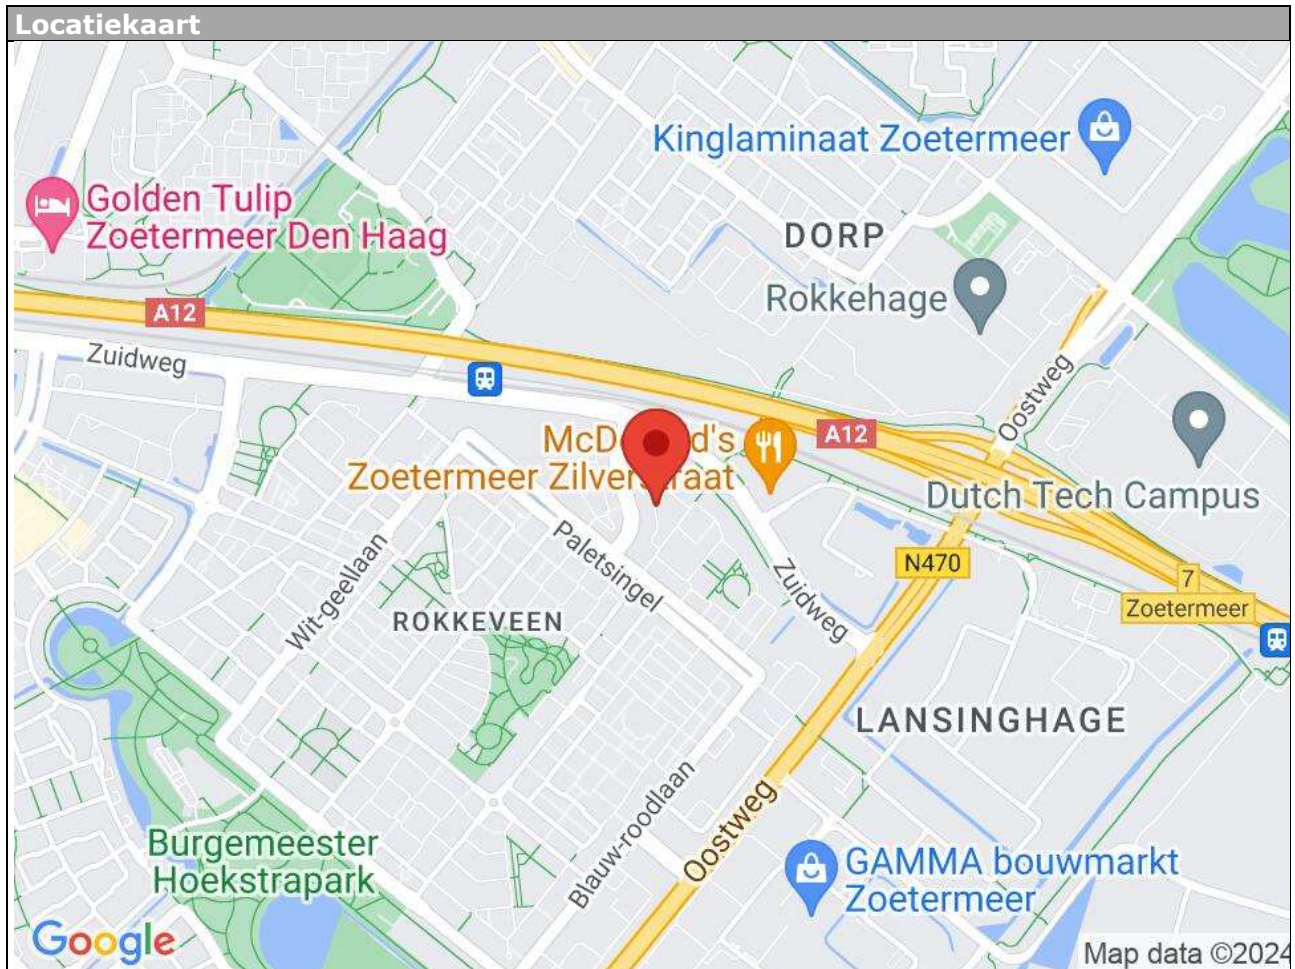 Locatiekaart
Kinglaminaat Zoetermeer
Golden Tulip
Zoetermeer Den Haag
DORP
Rokkehage
A12
Zuidweg
Oostweg
A12
Zoetermeer
Dutch Tech Campus
Paletsingel
Wit-geellaan
Zuidweg
N470
7
Zoetermeer
ROKKEVEEN
LANSINGHAGE
Blauw-roodlaan
Oostweg
Burgemeester
Hoekstrapark
GAMMA bouwmarkt
Zoetermeer
Google
Map data ©2024